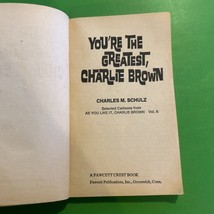 YOU'RE THE
GREATEST,
CHARLIE BROWN
CHARLES M. SCHULZ
Selected Cartoons from
AS YOU LIKE IT, CHARLIE BROWN Vol. II
A FAWCETT CREST BOOK
Fawcett Publications, Inc., Greenwich, Conn.